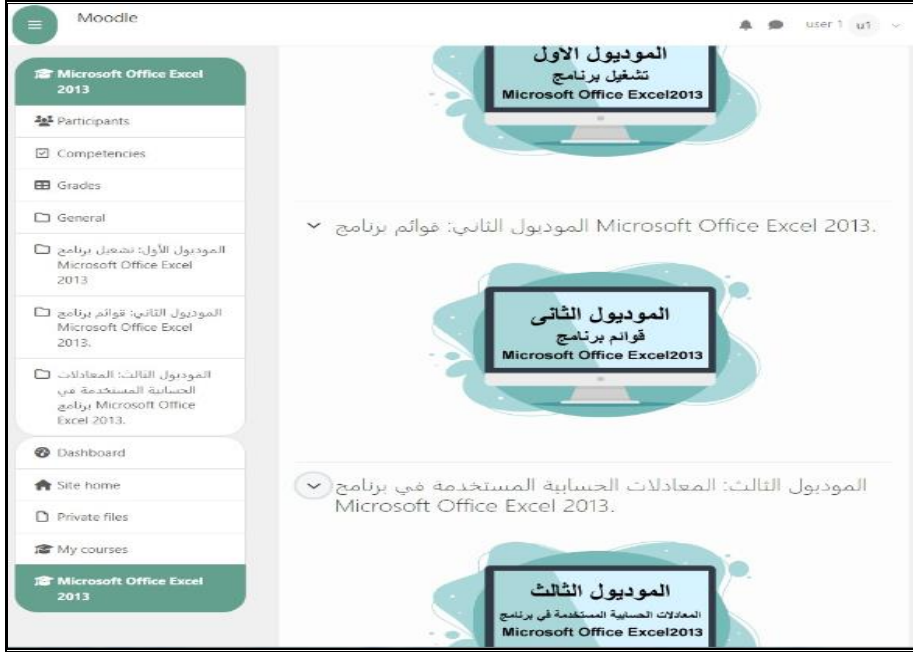 Moodle
user 1 u1
Microsoft Office Excel
2013
Participants
Competencies
Grades
General
الموديول الأول: تشغيل برنامج
Microsoft Office Excel
2013
الموديول الثاني: قوائم برنامج
Microsoft Office Excel
2013.
الموديول الثالث: المعادلات
الحسابية المستخدمة في
برنامج Microsoft Office
Excel 2013.
Dashboard
Site home
Private files
My courses
Microsoft Office Excel
2013
الموديول الاول
تشغيل برنامج
Microsoft Office Excel2013
الموديول الثاني: قوائم برنامج Microsoft Office Excel 2013.
الموديول الثانى
قوائم برنامج
Microsoft Office Excel2013
الموديول الثالث: المعادلات الحسابية المستخدمة في برنامج
Microsoft Office Excel 2013.
الموديول الثالث
المعادلات الحسابية المستخدمة في برنامج
Microsoft Office Excel2013